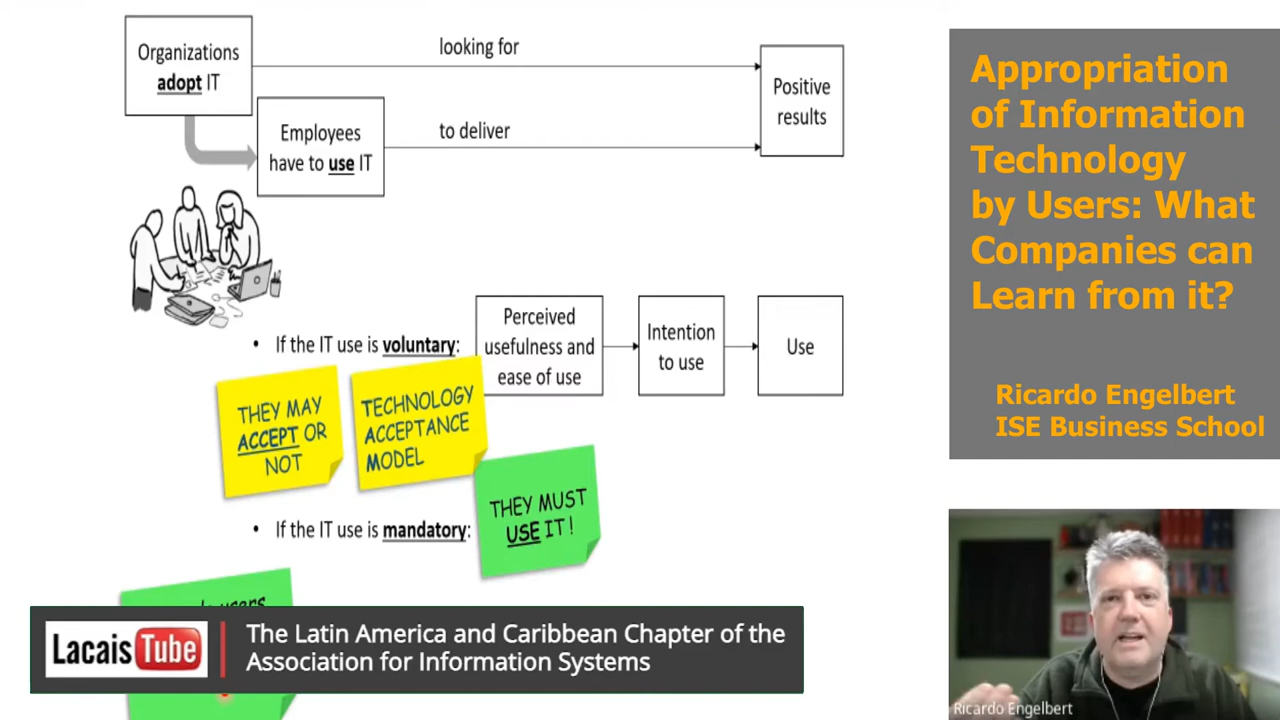 Organizations
adopt IT
looking for
Positive
results
Employees
have to use IT
to deliver
• If the IT use is voluntary:
Perceived
usefulness and
ease of use
Intention
to use
Use
THEY MAY
ACCEPT OR
NOT
TECHNOLOGY
ACCEPTANCE
MODEL
• If the IT use is mandatory:
THEY MUST
USE IT!
users
Lacais Tube
The Latin America and Caribbean Chapter of the
Association for Information Systems
Appropriation
of Information
Technology
by Users: What
Companies can
Learn from it?
Ricardo Engelbert
ISE Business School
Ricardo Engelbert